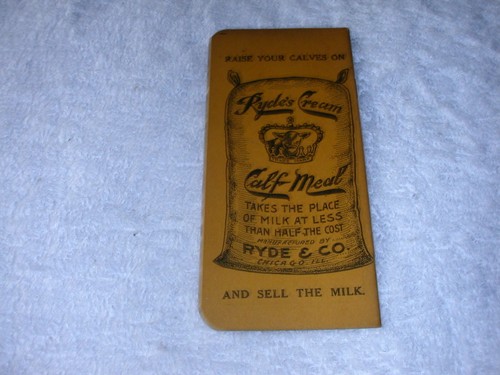 RAISE YOUR CALVES ON
Ryde's Cream
Calf Meal
TAKES THE PLACE
OF MILK AT LESS
THAN HALF THE COST
MANUFACTURED BY
RYDE & CO.
CHICAGO. ILL.
AND SELL THE MILK.